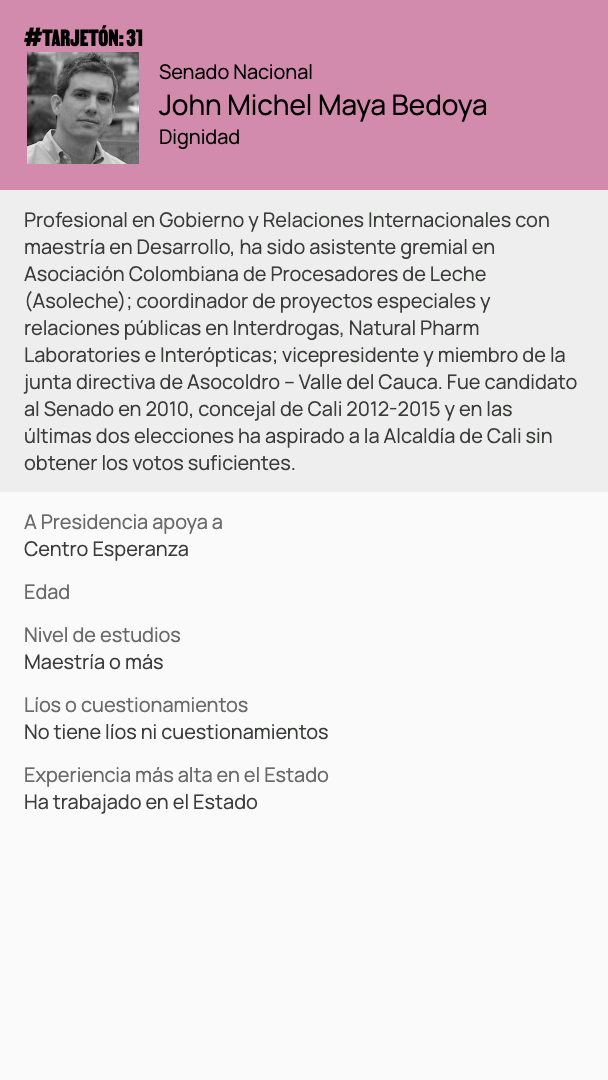 #TARJETÓN: 31
Senado Nacional
John Michel Maya Bedoya
Dignidad
Profesional en Gobierno y Relaciones Internacionales con
maestría en Desarrollo, ha sido asistente gremial en
Asociación Colombiana de Procesadores de Leche
(Asoleche); coordinador de proyectos especiales y
relaciones públicas en Interdrogas, Natural Pharm
Laboratories e Interópticas; vicepresidente y miembro de la
junta directiva de Asocoldro – Valle del Cauca. Fue candidato
al Senado en 2010, concejal de Cali 2012-2015 y en las
últimas dos elecciones ha aspirado a la Alcaldía de Cali sin
obtener los votos suficientes.
A Presidencia apoya a
Centro Esperanza
Edad
Nivel de estudios
Maestría o más
Líos o cuestionamientos
No tiene líos ni cuestionamientos
Experiencia más alta en el Estado
Ha trabajado en el Estado